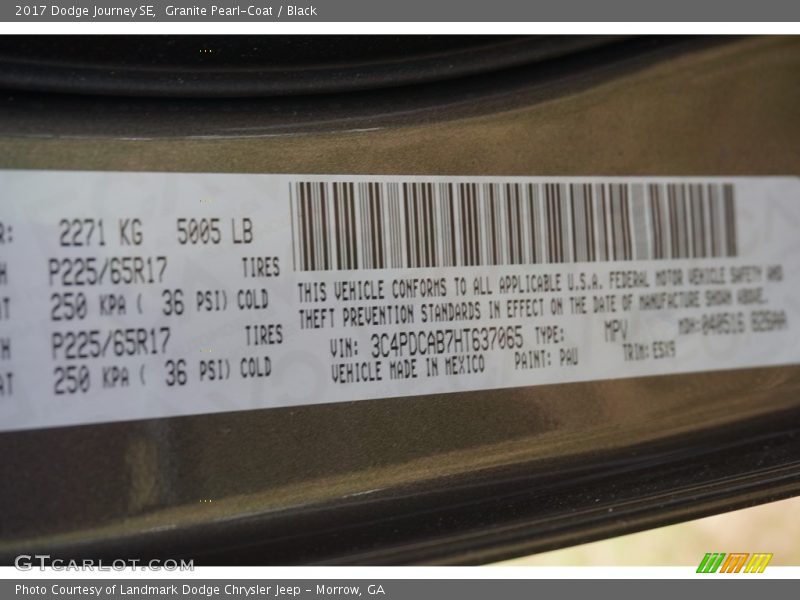 2017 Dodge Journey SE, Granite Pearl-Coat / Black
R: 2271 KG 5005 LB
P225/65R17 TIRES
250 KPA ( 36 PSI) COLD
P225/65R17 TIRES
250 KPA ( 36 PSI) COLD
THIS VEHICLE CONFORMS TO ALL APPLICABLE U.S.A. FEDERAL MOTOR VEHICLE SAFETY AND
THEFT PREVENTION STANDARDS IN EFFECT ON THE DATE OF MANUFACTURE SHOWN ABOVE.
VIN: 3C4PDCAB7HT637065 TYPE: MPV MDH: 040516 626AA
VEHICLE MADE IN MEXICO PAINT: PAU TRIM: E5X9
GTCARLOT.COM
Photo Courtesy of Landmark Dodge Chrysler Jeep - Morrow, GA